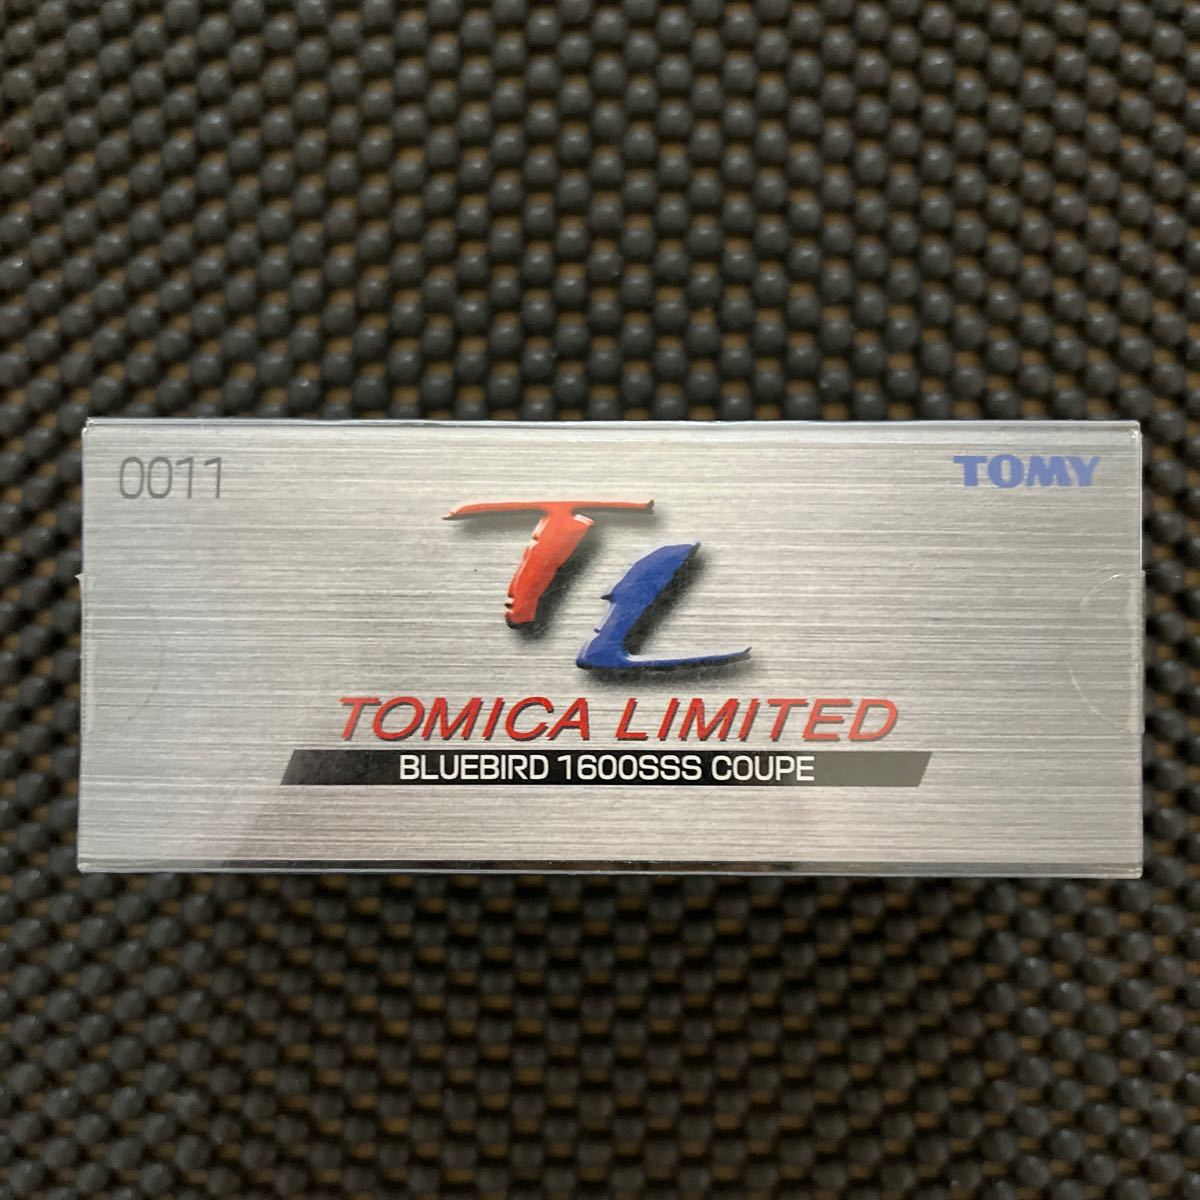 0011
TOMY
TL
TOMICA LIMITED
BLUEBIRD 1600SSS COUPE